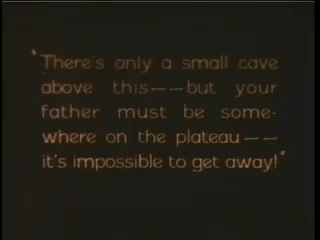 "There's only a small cave
above this——but your
father must be some-
where on the plateau——
it's impossible to get away!"